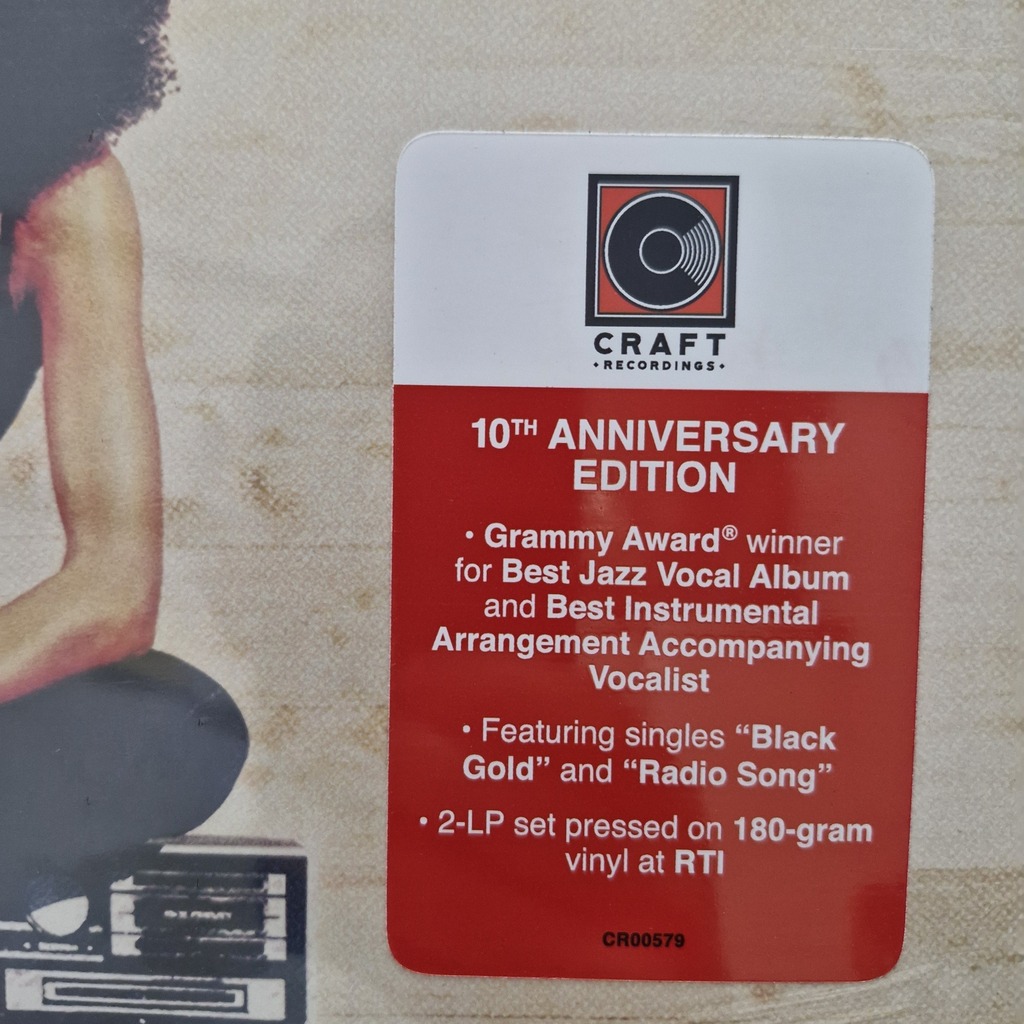 CRAFT
• RECORDINGS •
10TH ANNIVERSARY
EDITION
• Grammy Award® winner
for Best Jazz Vocal Album
and Best Instrumental
Arrangement Accompanying
Vocalist
• Featuring singles “Black
Gold” and “Radio Song”
• 2-LP set pressed on 180-gram
vinyl at RTI
CR00579